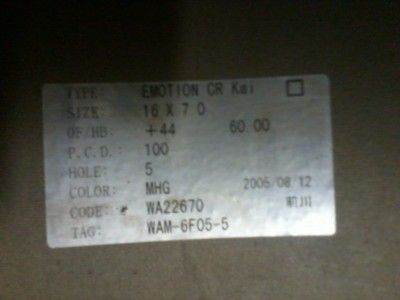 TYPE: EMOTION CR Kai □
SIZE: 16 X 7 0
OF/HB: +44 60.00
P.C.D.: 100
HOLE: 5
COLOR: MHG 2005/08 12
CODE: * WA22670
TAG: WAM-6F05-5